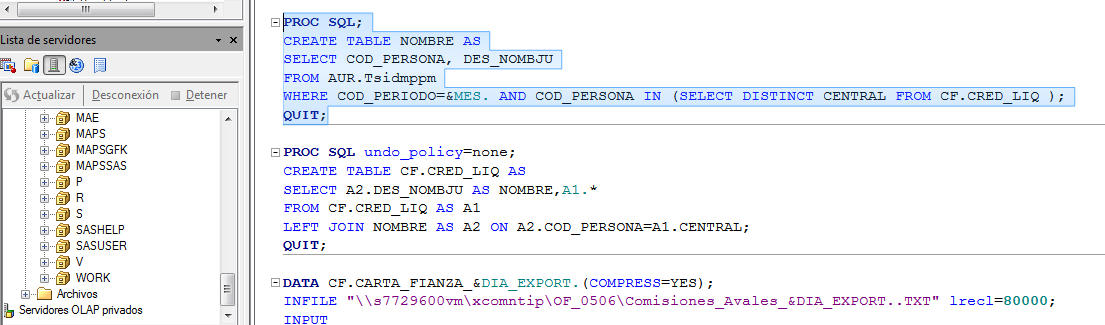 Lista de servidores
Actualizar
Desconexión
Detener
MAE
MAPS
MAPSGFK
MAPSSAS
P
R
S
SASHELP
SASUSER
V
WORK
Archivos
Servidores OLAP privados
PROC SQL;
CREATE TABLE NOMBRE AS
SELECT COD_PERSONA, DES_NOMBJU
FROM AUR.Tsidmppm
WHERE COD_PERIODO=&MES. AND COD_PERSONA IN (SELECT DISTINCT CENTRAL FROM CF.CRED_LIQ );
QUIT;
PROC SQL undo_policy=none;
CREATE TABLE CF.CRED_LIQ AS
SELECT A2.DES_NOMBJU AS NOMBRE,A1.*
FROM CF.CRED_LIQ AS A1
LEFT JOIN NOMBRE AS A2 ON A2.COD_PERSONA=A1.CENTRAL;
QUIT;
DATA CF.CARTA_FIANZA_&DIA_EXPORT.(COMPRESS=YES);
INFILE "\\s7729600vm\xcomntip\OF_0506\Comisiones_Avales_&DIA_EXPORT..TXT" lrecl=80000;
INPUT